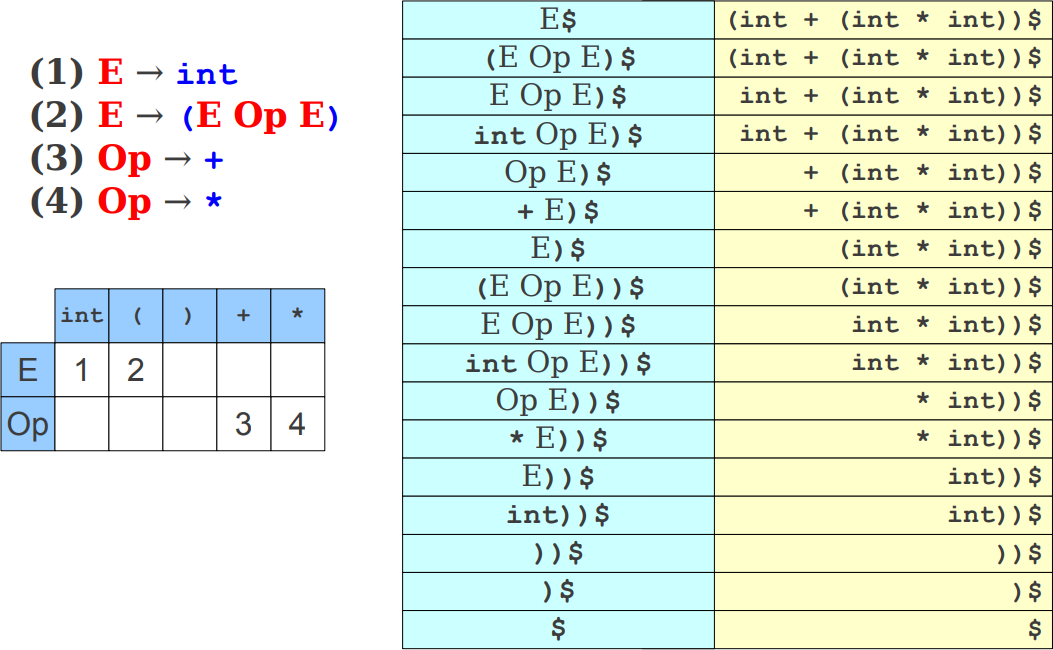 (1) E → int
(2) E → (E Op E)
(3) Op → +
(4) Op → *
int ( ) + *
E 1 2
Op 3 4
E$ (int + (int * int))$
(E Op E)$ (int + (int * int))$
E Op E)$ int + (int * int))$
int Op E)$ int + (int * int))$
Op E)$ + (int * int))$
+ E)$ + (int * int))$
E)$ (int * int))$
(E Op E))$ (int * int))$
E Op E))$ int * int))$
int Op E))$ int * int))$
Op E))$ * int))$
* E))$ * int))$
E))$ int))$
int))$ int))$
))$ ))$
)$ )$
$ $